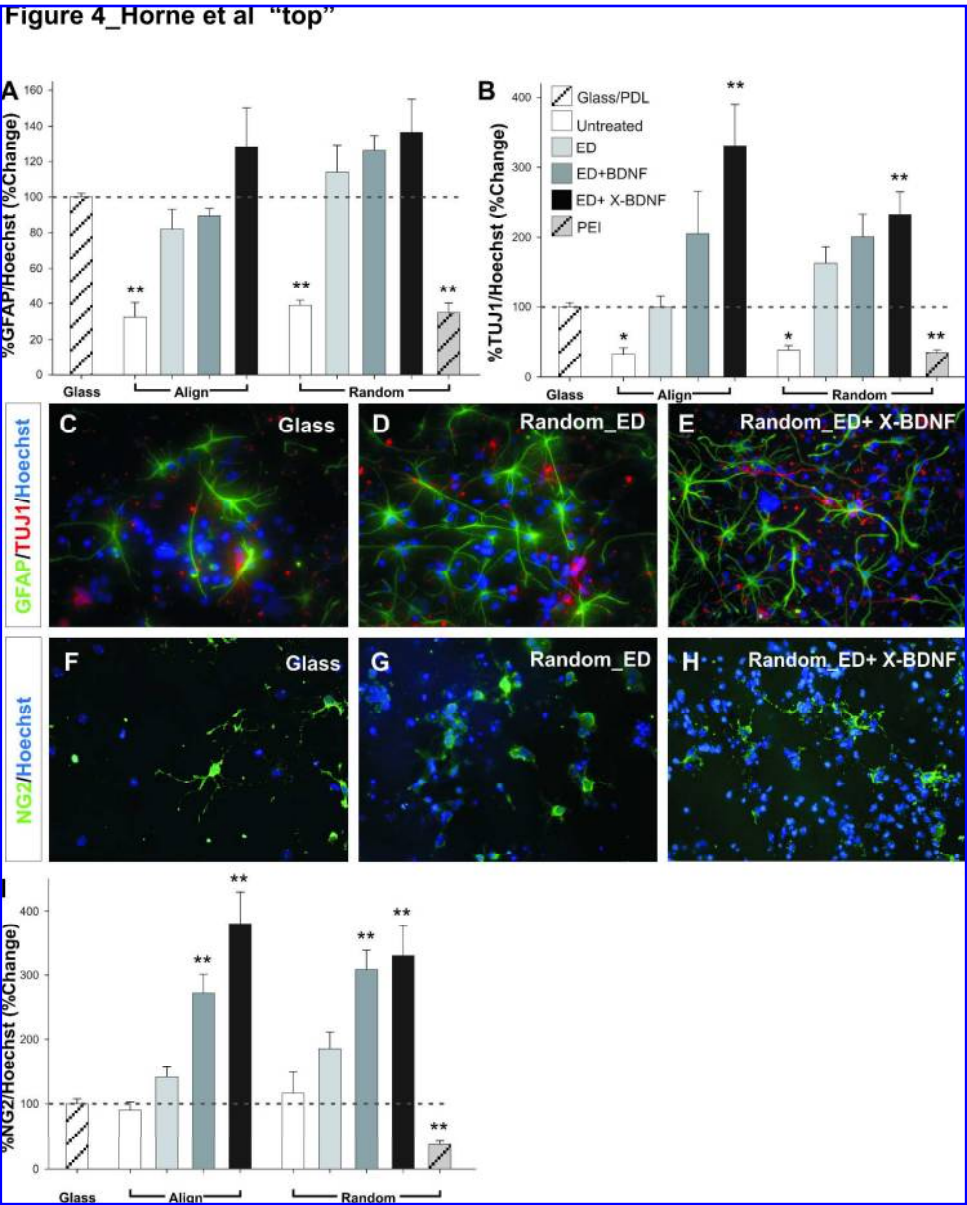 Figure 4_Horne et al "top"
A
%GFAP/Hoechst (%Change)
160
140
120
100
80
60
40
20
0
**
**
**
Glass
Align
Random
B
%TUJ1/Hoechst (%Change)
400
300
200
100
0
Glass/PDL
Untreated
ED
ED+BDNF
ED+ X-BDNF
PEI
*
**
*
**
**
Glass
Align
Random
GFAP/TUJ1/Hoechst
C
Glass
D
Random_ED
E
Random_ED+ X-BDNF
NG2/Hoechst
F
Glass
G
Random_ED
H
Random_ED+ X-BDNF
I
%NG2/Hoechst (%Change)
400
300
200
100
0
**
**
**
**
**
Glass
Align
Random